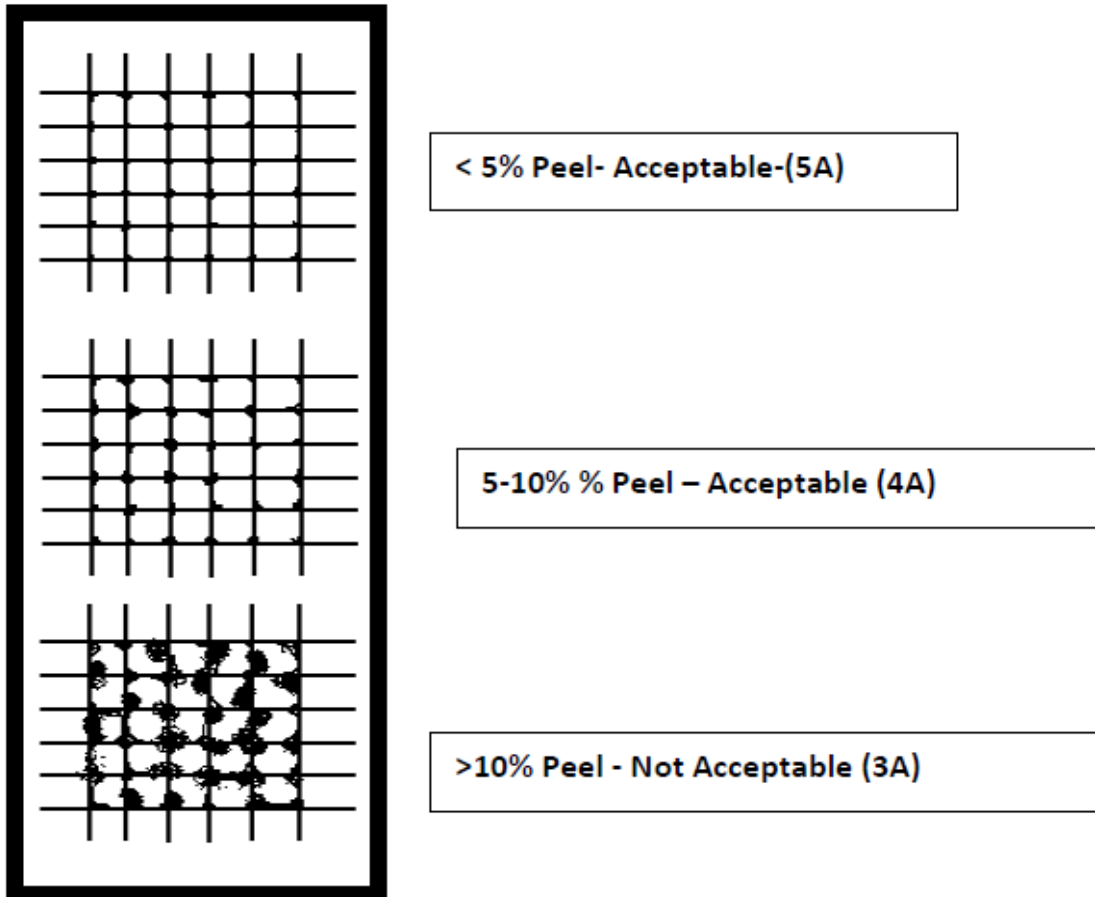 < 5% Peel- Acceptable-(5A)
5-10% % Peel – Acceptable (4A)
>10% Peel - Not Acceptable (3A)